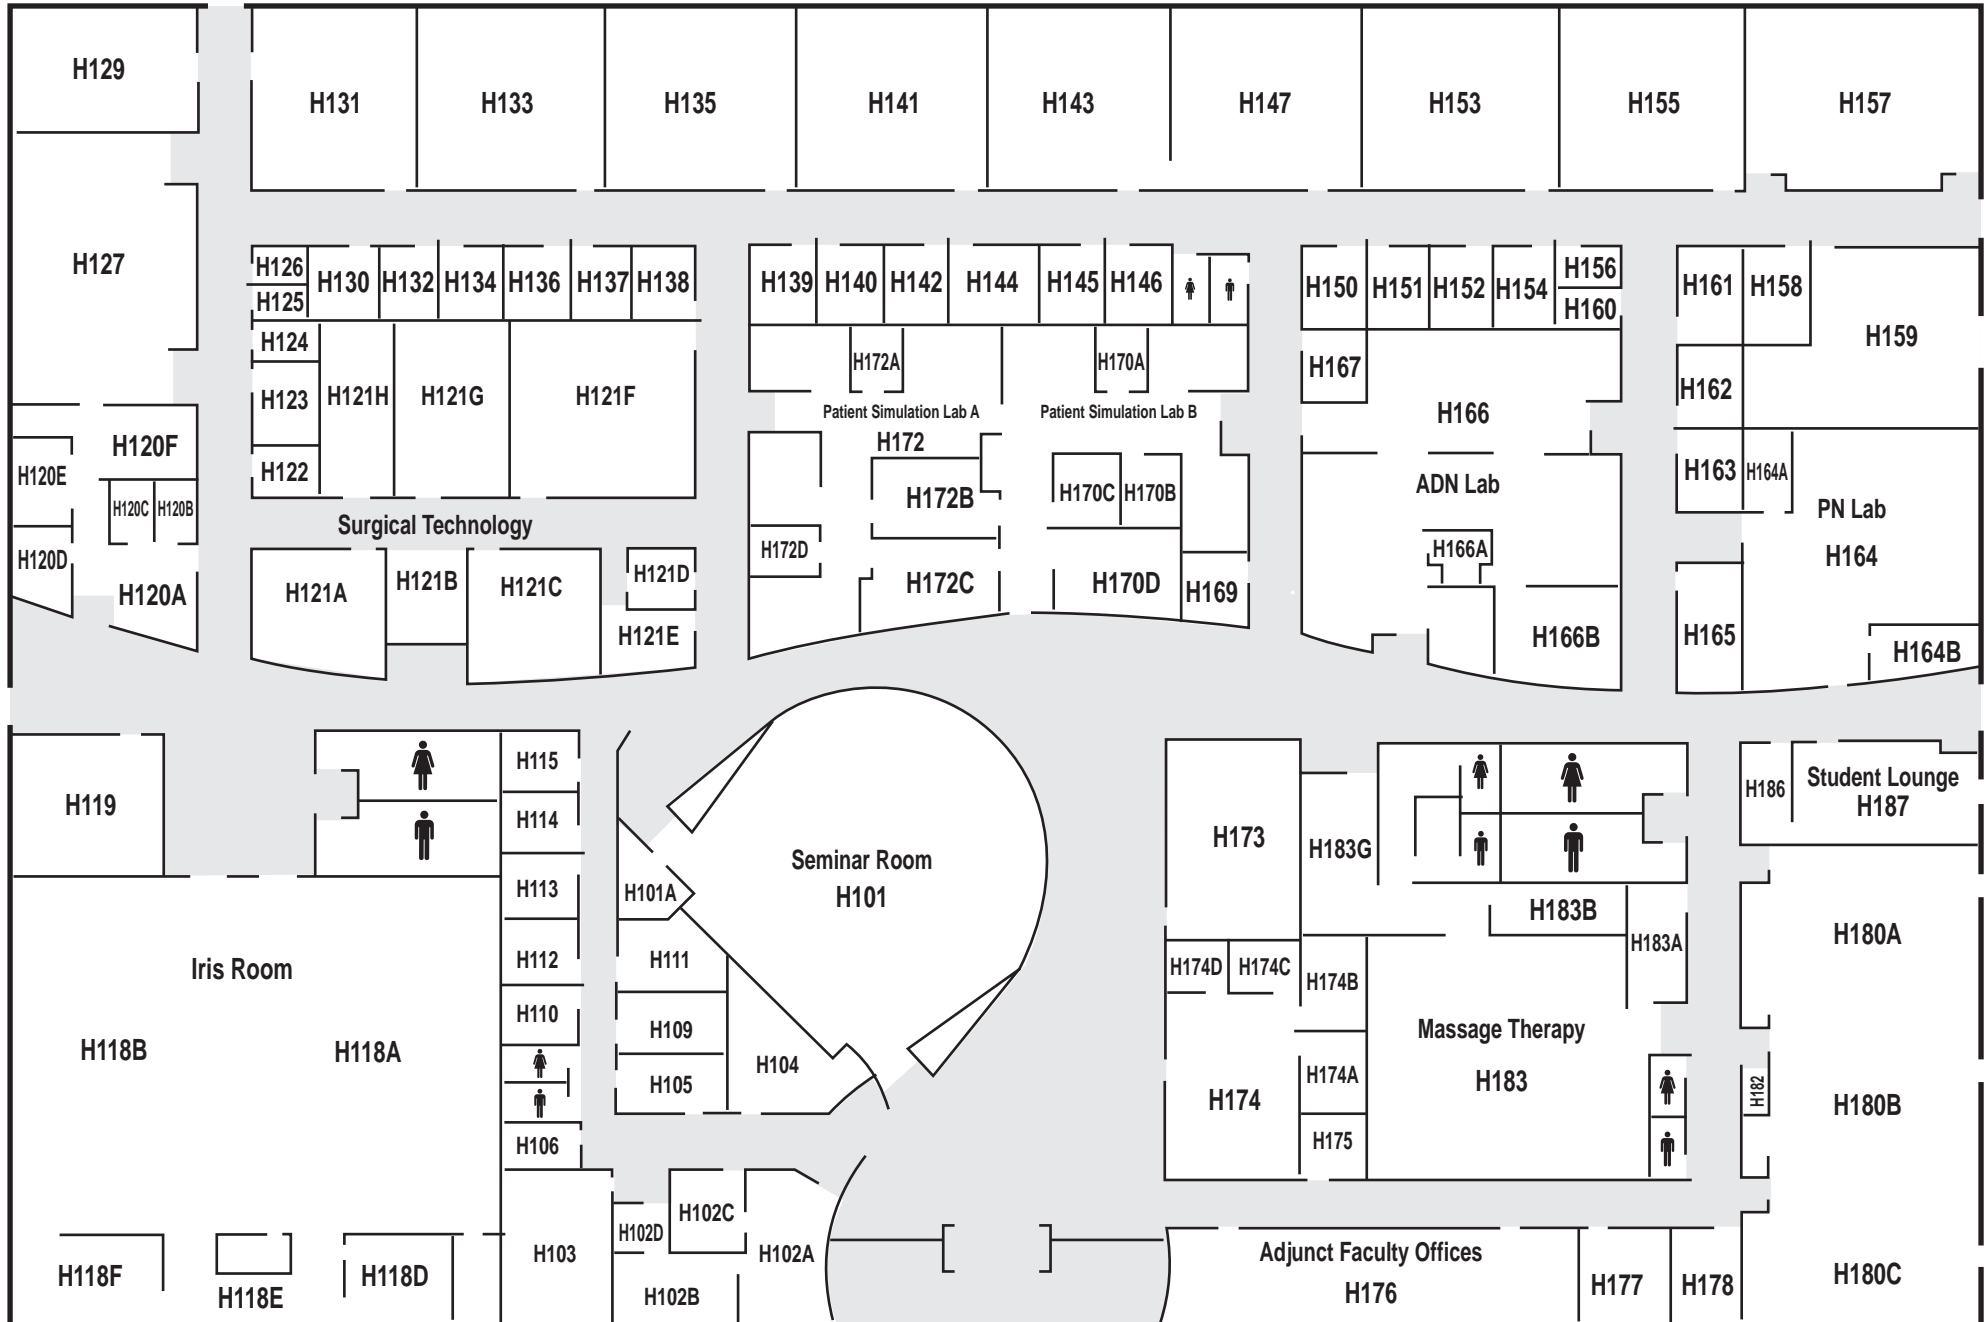 H129
H131
H133
H135
H141
H143
H147
H153
H155
H157
H127
H126
H125
H130
H132
H134
H136
H137
H138
H139
H140
H142
H144
H145
H146
H150
H151
H152
H154
H156
H160
H161
H158
H159
H124
H123
H122
H121H
H121G
H121F
H172A
H170A
H167
H162
Patient Simulation Lab A
H172
Patient Simulation Lab B
H166
ADN Lab
H120F
H120E
H120C
H120B
H120D
H120A
Surgical Technology
H172B
H170C
H170B
H172D
H172C
H170D
H169
H166A
H166B
H163
H164A
PN Lab
H164
H165
H164B
H121A
H121B
H121C
H121D
H121E
H119
H115
H114
H113
H112
H110
H106
H101A
H111
H109
H105
H104
Seminar Room
H101
H173
H183G
H183B
H183A
H186
Student Lounge
H187
H180A
H174D
H174C
H174B
H174A
H174
H175
Massage Therapy
H183
H182
H180B
H180C
Iris Room
H118B
H118A
H118F
H118E
H118D
H103
H102D
H102C
H102A
H102B
Adjunct Faculty Offices
H176
H177
H178